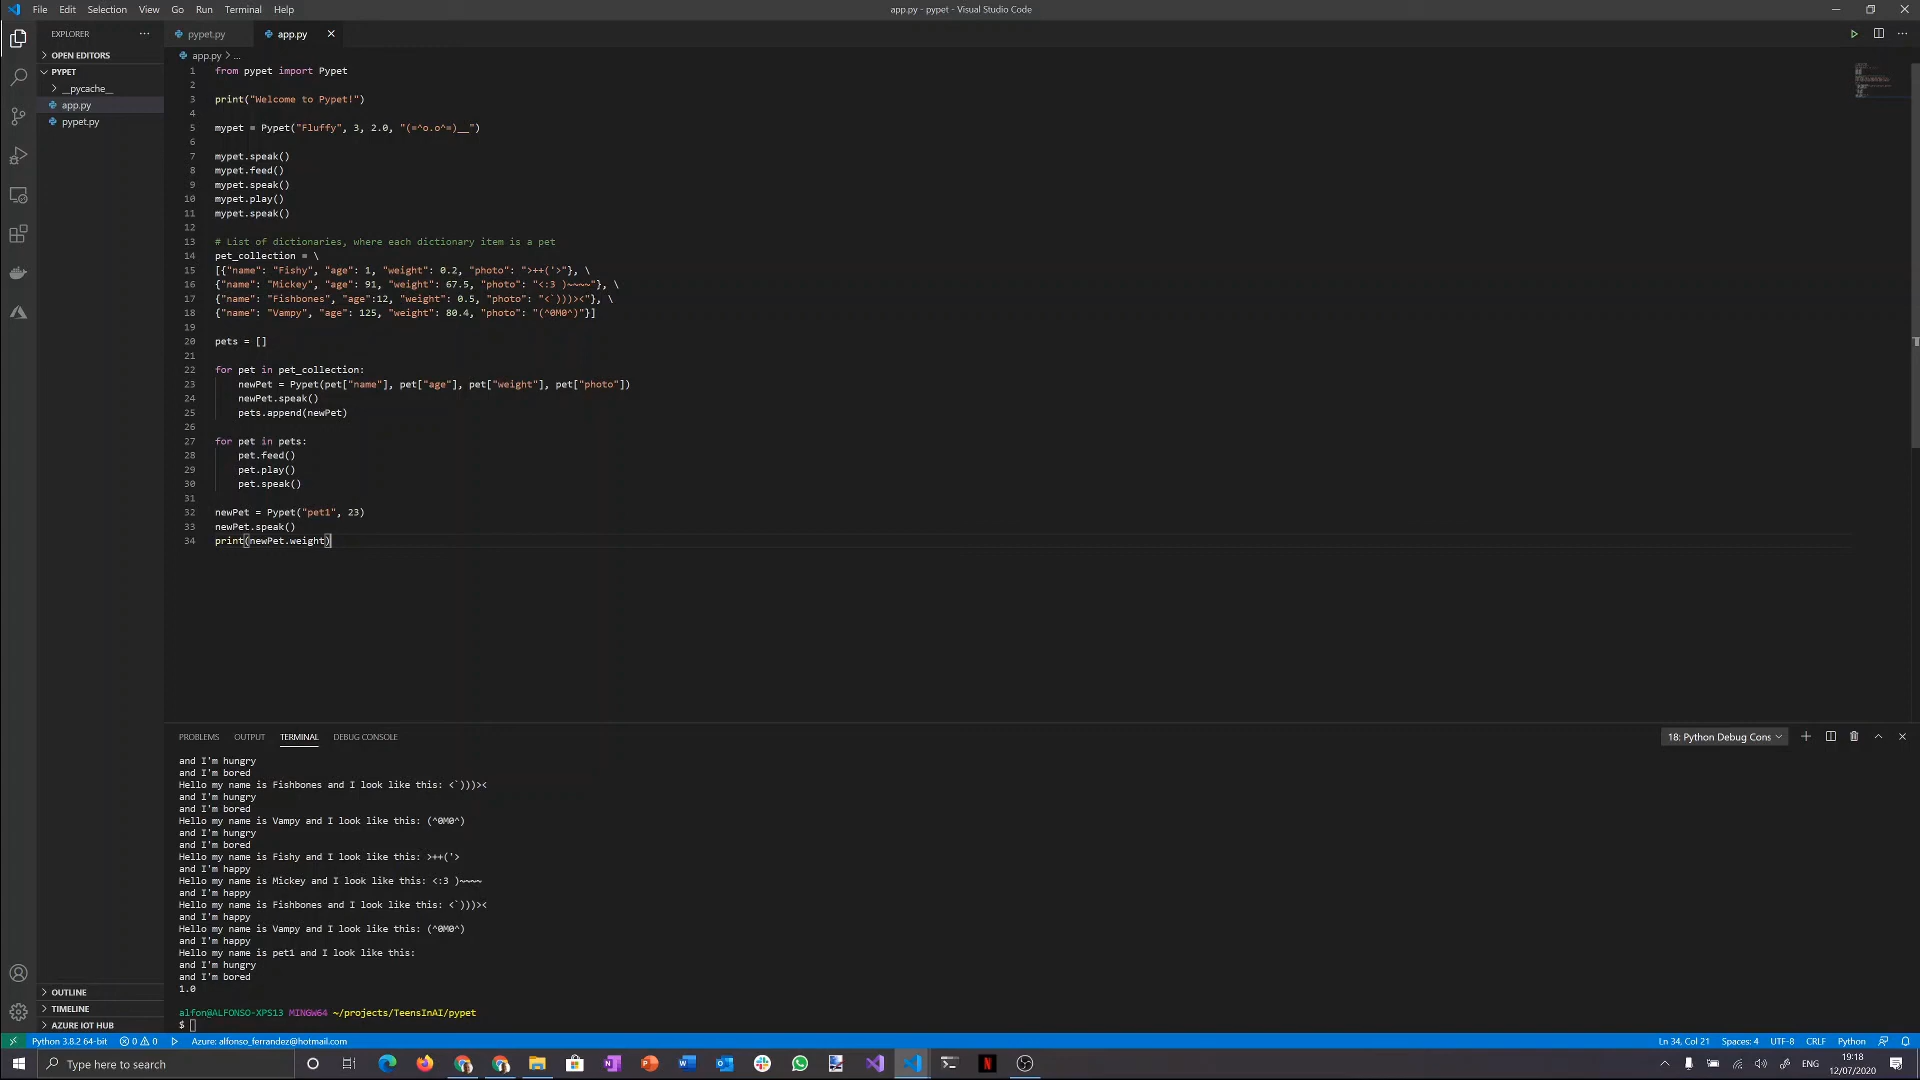 File Edit Selection View Go Run Terminal Help
app.py - pypet - Visual Studio Code
EXPLORER
OPEN EDITORS
PYPET
__pycache__
app.py
pypet.py
OUTLINE
TIMELINE
AZURE IOT HUB
pypet.py app.py
app.py > ...
1 from pypet import Pypet
2
3 print("Welcome to Pypet!")
4
5 mypet = Pypet("Fluffy", 3, 2.0, "(=^o.o^=)__")
6
7 mypet.speak()
8 mypet.feed()
9 mypet.speak()
10 mypet.play()
11 mypet.speak()
12
13 # List of dictionaries, where each dictionary item is a pet
14 pet_collection = \
15 [{"name": "Fishy", "age": 1, "weight": 0.2, "photo": ">++('>"}, \
16 {"name": "Mickey", "age": 91, "weight": 67.5, "photo": "<:3 )~~~~"}, \
17 {"name": "Fishbones", "age":12, "weight": 0.5, "photo": "<`)))><"}, \
18 {"name": "Vampy", "age": 125, "weight": 80.4, "photo": "(^0M0^)"}]
19
20 pets = []
21
22 for pet in pet_collection:
23 newPet = Pypet(pet["name"], pet["age"], pet["weight"], pet["photo"])
24 newPet.speak()
25 pets.append(newPet)
26
27 for pet in pets:
28 pet.feed()
29 pet.play()
30 pet.speak()
31
32 newPet = Pypet("pet1", 23)
33 newPet.speak()
34 print(newPet.weight)
PROBLEMS OUTPUT TERMINAL DEBUG CONSOLE
18: Python Debug Cons
and I'm hungry
and I'm bored
Hello my name is Fishbones and I look like this: <`)))><
and I'm hungry
and I'm bored
Hello my name is Vampy and I look like this: (^0M0^)
and I'm hungry
and I'm bored
Hello my name is Fishy and I look like this: >++('>
and I'm happy
Hello my name is Mickey and I look like this: <:3 )~~~~
and I'm happy
Hello my name is Fishbones and I look like this: <`)))><
and I'm happy
Hello my name is Vampy and I look like this: (^0M0^)
and I'm happy
Hello my name is pet1 and I look like this:
and I'm hungry
and I'm bored
1.0
alfon@ALFONSO-XPS13 MINGW64 ~/projects/TeensInAI/pypet
$
Python 3.8.2 64-bit 0 0 Azure: alfonso_ferrandez@hotmail.com
Ln 34, Col 21 Spaces: 4 UTF-8 CRLF Python
Type here to search
ENG
19:18
12/07/2020